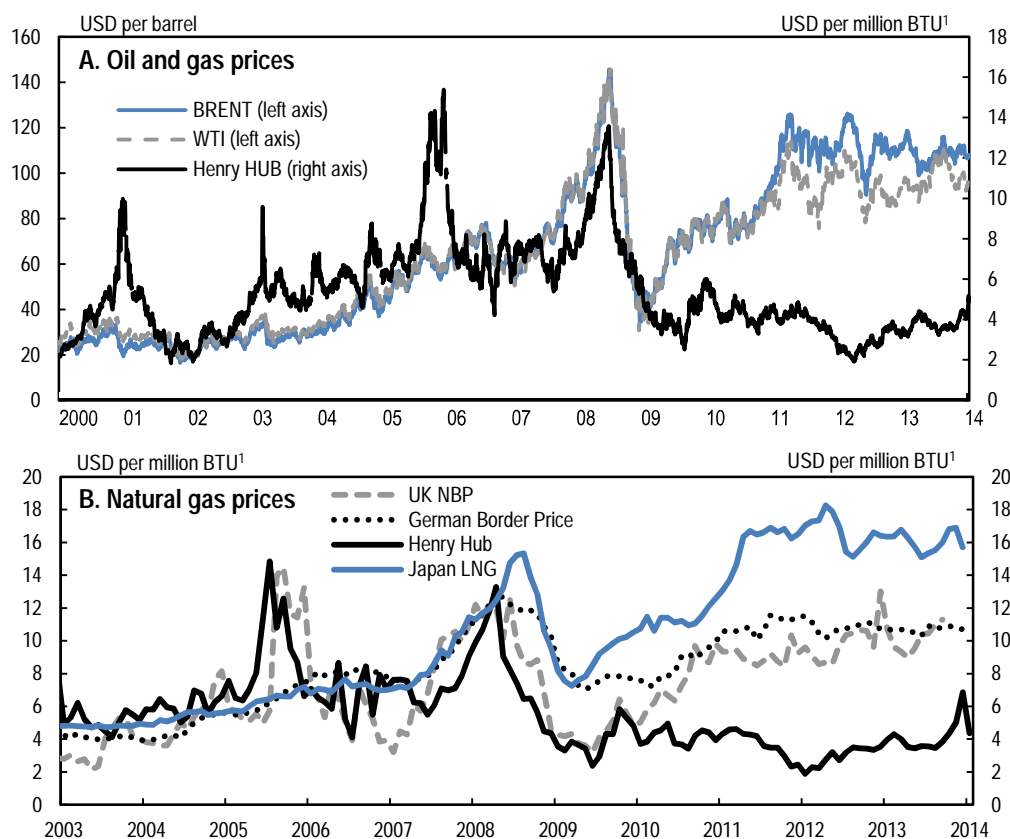 USD per barrel USD per million BTU¹
A. Oil and gas prices
BRENT (left axis)
WTI (left axis)
Henry HUB (right axis)
160 18
140 16
120 14
100 12
80 10
60 8
40 6
20 4
0 2
0
2000 01 02 03 04 05 06 07 08 09 10 11 12 13 14
USD per million BTU¹ USD per million BTU¹
B. Natural gas prices
UK NBP
German Border Price
Henry Hub
Japan LNG
20 20
18 18
16 16
14 14
12 12
10 10
8 8
6 6
4 4
2 2
0 0
2003 2004 2005 2006 2007 2008 2009 2010 2011 2012 2013 2014